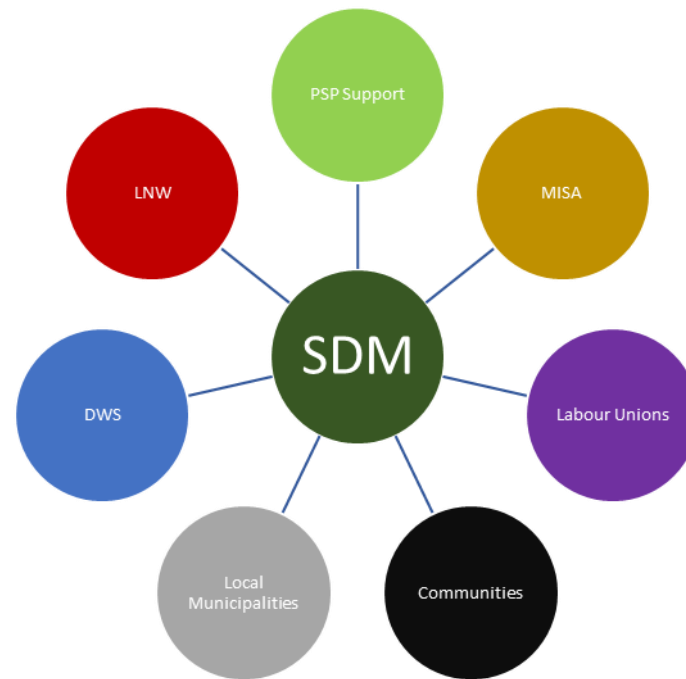 PSP Support
LNW
MISA
SDM
DWS
Labour Unions
Local
Municipalities
Communities